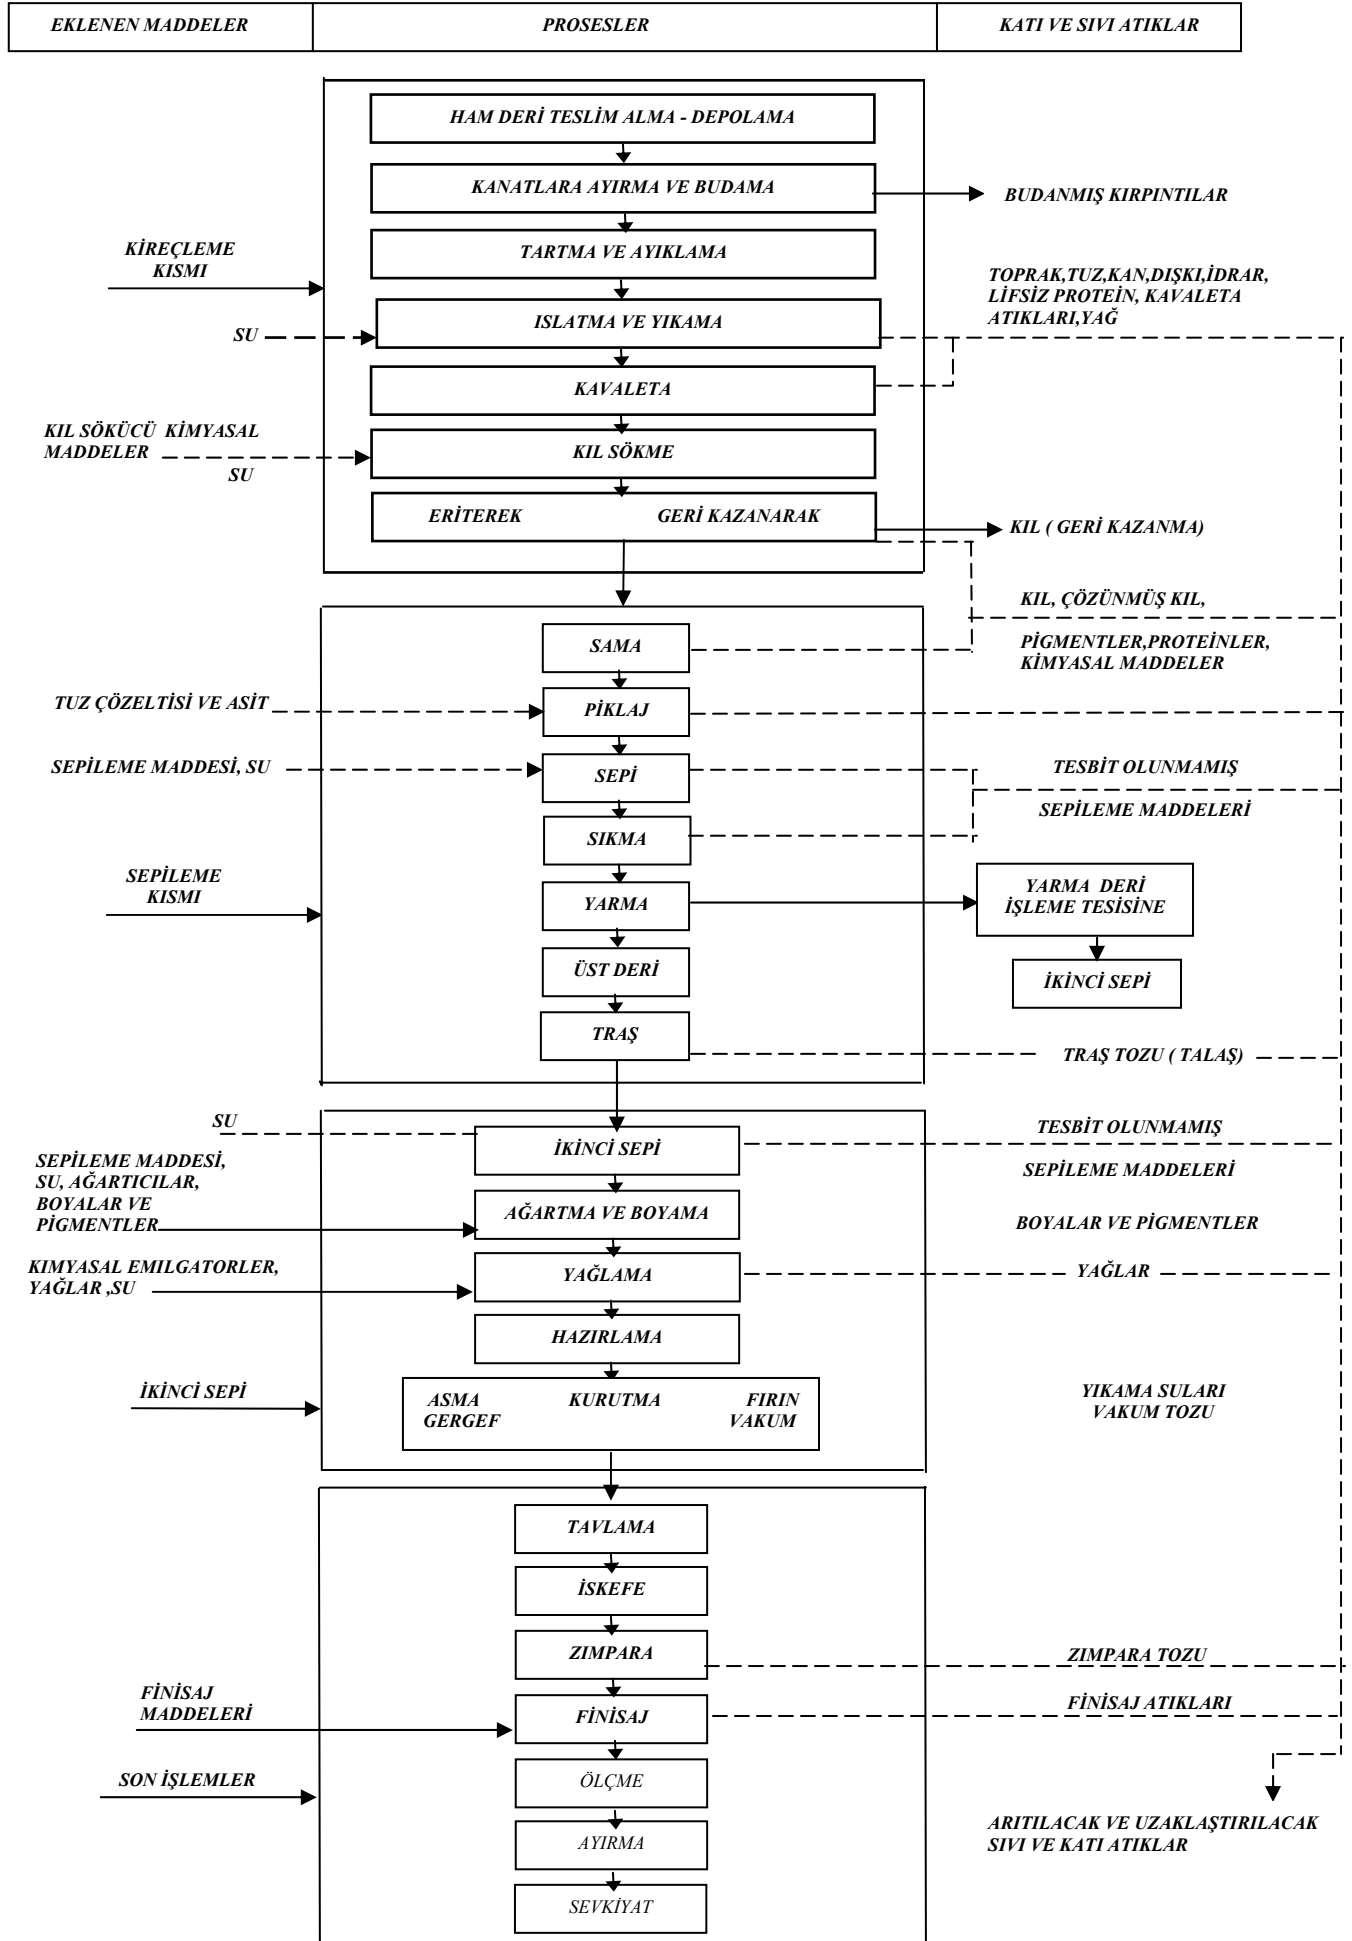 EKLENEN MADDELER
PROSESLER
KATI VE SIVI ATIKLAR
HAM DERİ TESLİM ALMA - DEPOLAMA
KANATLARA AYIRMA VE BUDAMA
BUDANMIŞ KIRPINTILAR
TARTMA VE AYIKLAMA
KİREÇLEME
KISMI
TOPRAK,TUZ,KAN,DIŞKI,İDRAR,
LİFSİZ PROTEİN, KAVALETA
ATIKLARI,YAĞ
ISLATMA VE YIKAMA
SU
KAVALETA
KIL SÖKÜCÜ KİMYASAL
MADDELER
SU
KIL SÖKME
ERİTEREK
GERİ KAZANARAK
KIL ( GERİ KAZANMA)
KIL, ÇÖZÜNMÜŞ KIL,
PİGMENTLER,PROTEİNLER,
KİMYASAL MADDELER
SAMA
TUZ ÇÖZELTİSİ VE ASİT
PİKLAJ
SEPİLEME MADDESİ, SU
SEPİ
TESBİT OLUNMAMIŞ
SEPİLEME MADDELERİ
SIKMA
SEPİLEME
KISMI
YARMA
YARMA DERİ
İŞLEME TESİSİNE
ÜST DERİ
İKİNCİ SEPİ
TRAŞ
TRAŞ TOZU ( TALAŞ)
SU
İKİNCİ SEPİ
TESBİT OLUNMAMIŞ
SEPİLEME MADDELERİ
SEPİLEME MADDESİ,
SU, AĞARTICILAR,
BOYALAR VE
PİGMENTLER
AĞARTMA VE BOYAMA
BOYALAR VE PİGMENTLER
KIMYASAL EMILGATORLER,
YAĞLAR ,SU
YAĞLAMA
YAĞLAR
HAZIRLAMA
İKİNCİ SEPİ
ASMA
GERGEF
KURUTMA
FIRIN
VAKUM
YIKAMA SULARI
VAKUM TOZU
TAVLAMA
İSKEFE
ZIMPARA
ZIMPARA TOZU
FİNİSAJ
MADDELERİ
FİNİSAJ
FİNİSAJ ATIKLARI
SON İŞLEMLER
ÖLÇME
AYIRMA
ARITILACAK VE UZAKLAŞTIRILACAK
SIVI VE KATI ATIKLAR
SEVKİYAT